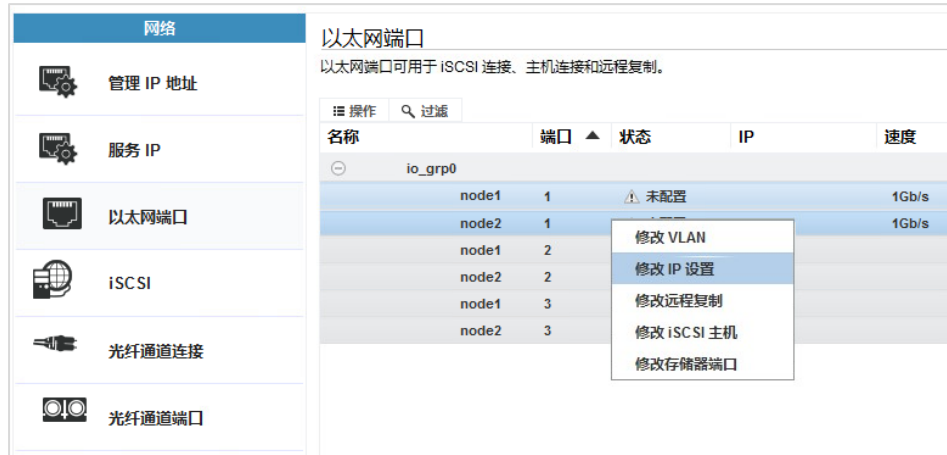 网络
管理 IP 地址
服务 IP
以太网端口
iSCSI
光纤通道连接
光纤通道端口
以太网端口
以太网端口可用于 iSCSI 连接、主机连接和远程复制。
操作 过滤
名称 端口 状态 IP 速度
io_grp0
node1 1 未配置 1Gb/s
node2 1 1Gb/s
node1 2
node2 2
node1 3
node2 3
修改 VLAN
修改 IP 设置
修改远程复制
修改 iSCSI 主机
修改存储器端口